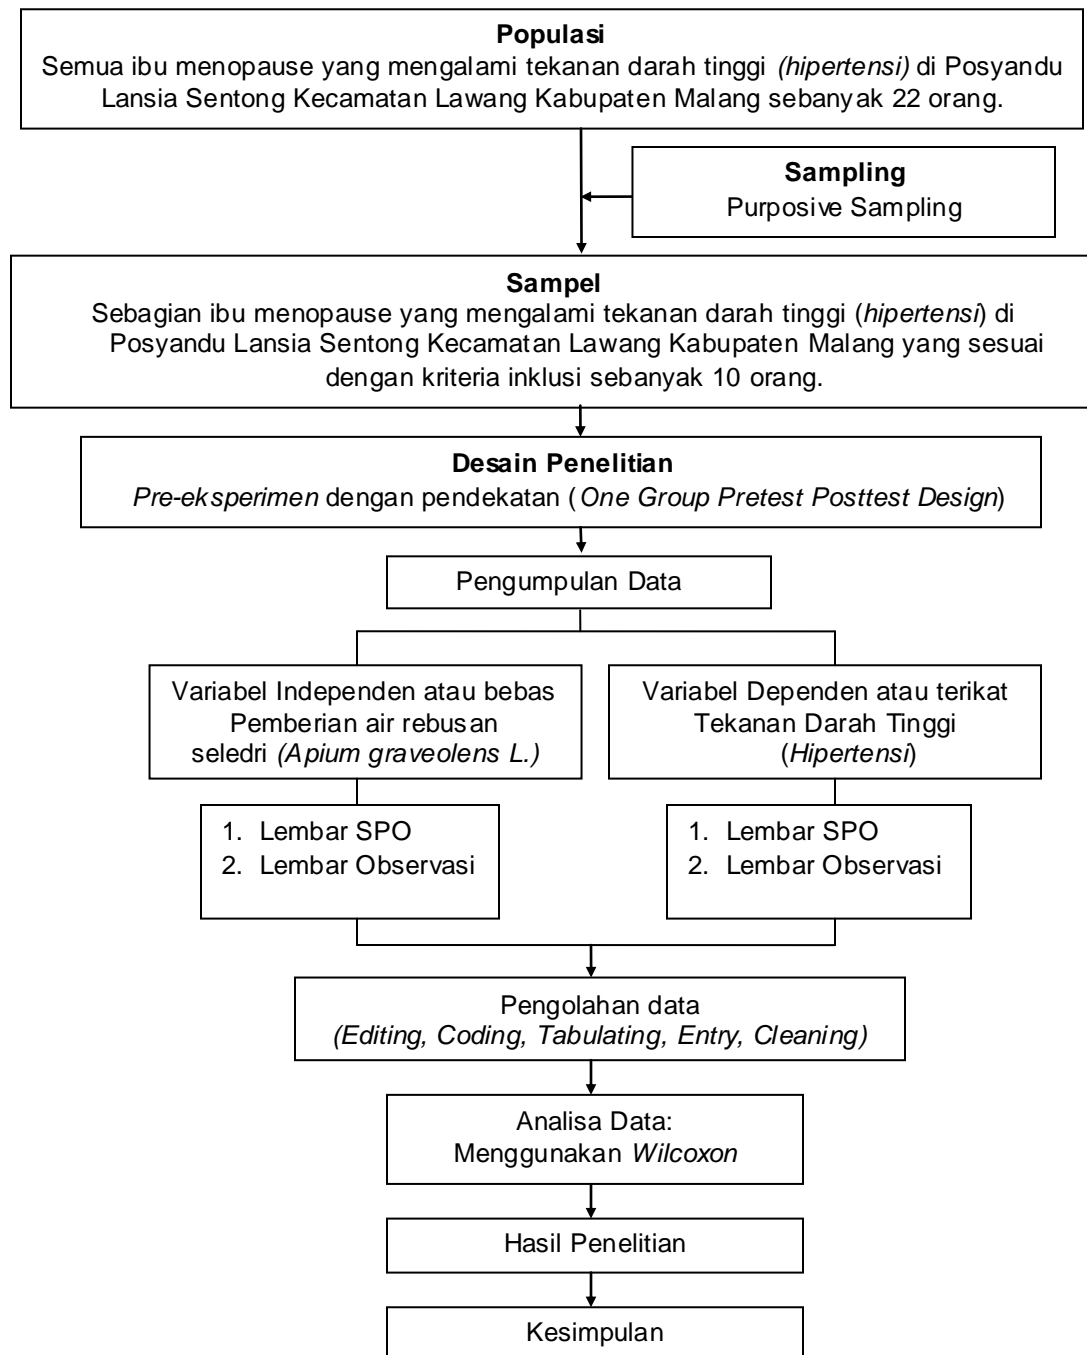 Populasi
Semua ibu menopause yang mengalami tekanan darah tinggi (hipertensi) di Posyandu
Lansia Sentong Kecamatan Lawang Kabupaten Malang sebanyak 22 orang.
Sampling
Purposive Sampling
Sampel
Sebagian ibu menopause yang mengalami tekanan darah tinggi (hipertensi) di
Posyandu Lansia Sentong Kecamatan Lawang Kabupaten Malang yang sesuai
dengan kriteria inklusi sebanyak 10 orang.
Desain Penelitian
Pre-eksperimen dengan pendekatan (One Group Pretest Posttest Design)
Pengumpulan Data
Variabel Independen atau bebas
Pemberian air rebusan
seledri (Apium graveolens L.)
Variabel Dependen atau terikat
Tekanan Darah Tinggi
(Hipertensi)
1. Lembar SPO
2. Lembar Observasi
1. Lembar SPO
2. Lembar Observasi
Pengolahan data
(Editing, Coding, Tabulating, Entry, Cleaning)
Analisa Data:
Menggunakan Wilcoxon
Hasil Penelitian
Kesimpulan